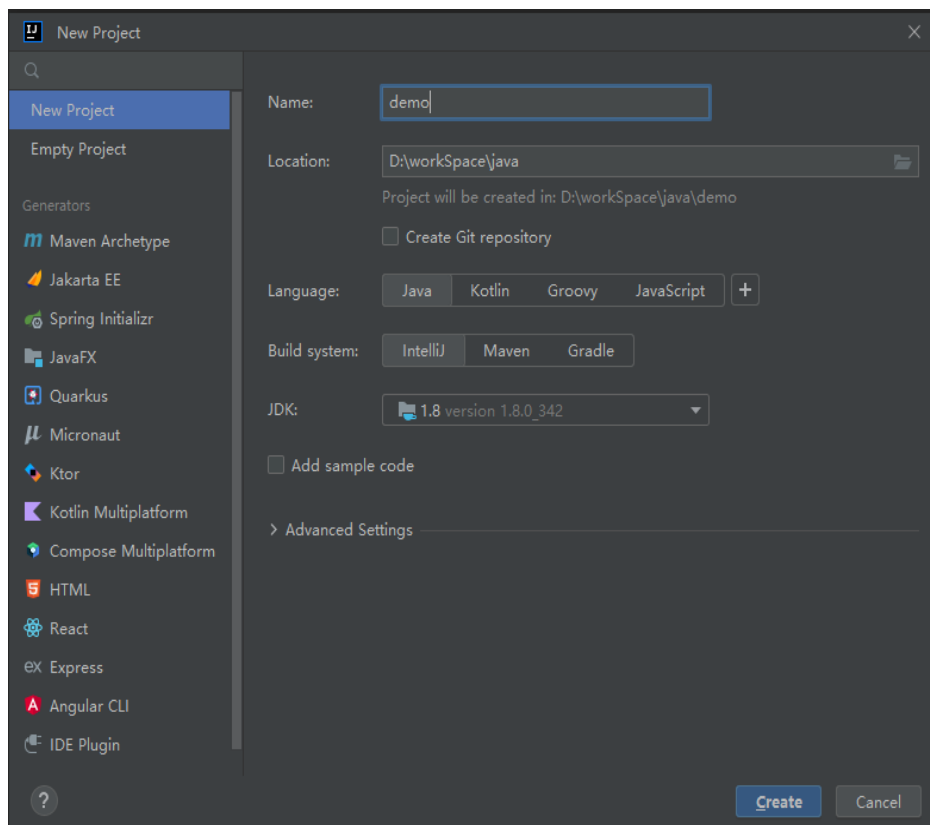 New Project
New Project
Empty Project
Generators
Maven Archetype
Jakarta EE
Spring Initializr
JavaFX
Quarkus
Micronaut
Ktor
Kotlin Multiplatform
Compose Multiplatform
HTML
React
ex Express
Angular CLI
IDE Plugin
Name: demo
Location: D:\workSpace\java
Project will be created in: D:\workSpace\java\demo
Create Git repository
Language: Java Kotlin Groovy JavaScript +
Build system: IntelliJ Maven Gradle
JDK: 1.8 version 1.8.0_342
Add sample code
Advanced Settings
? Create Cancel